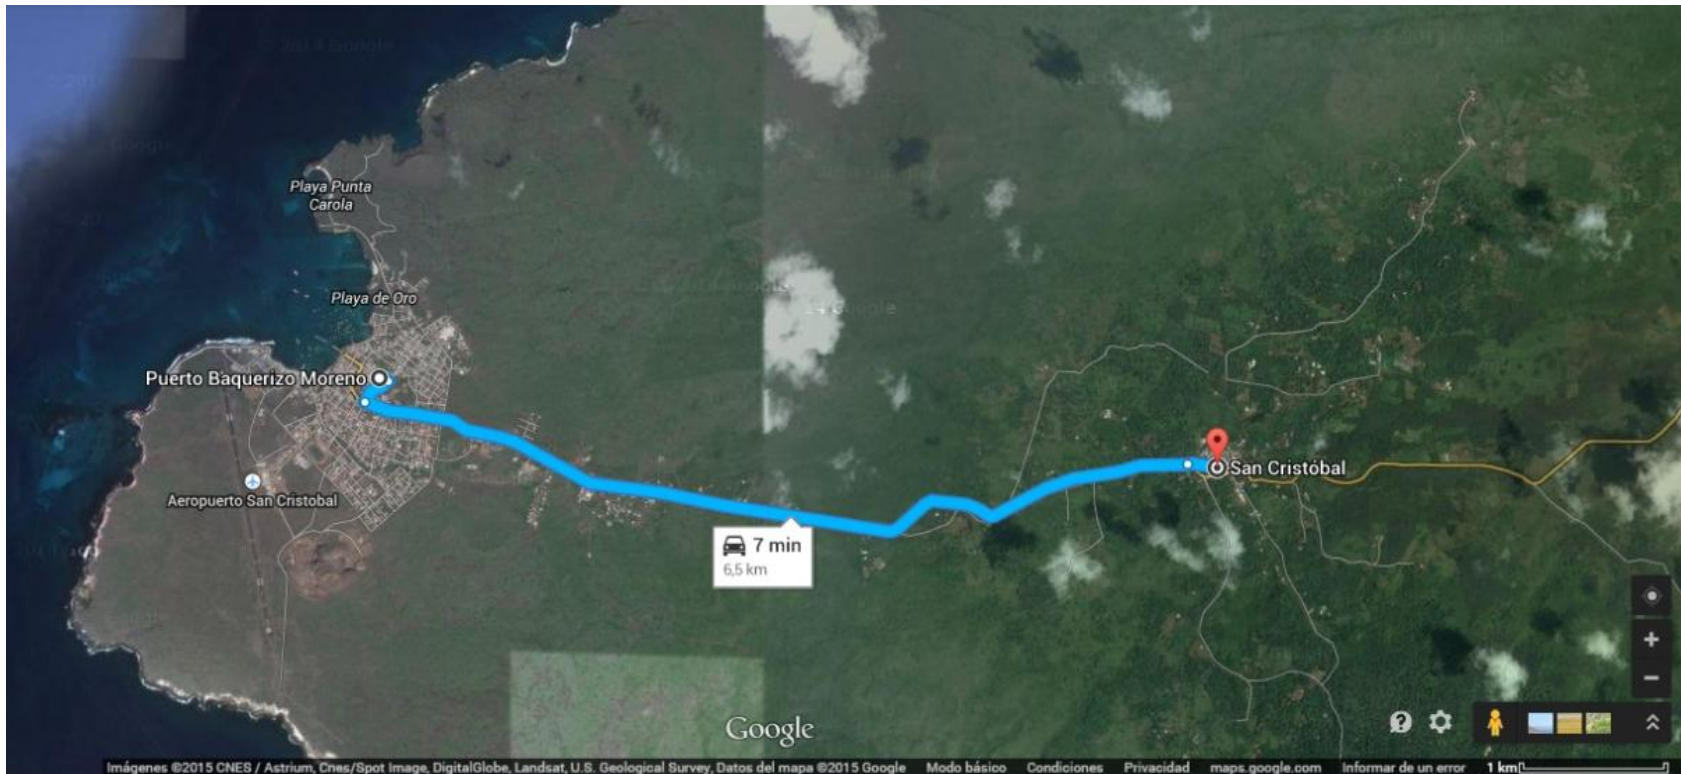 © 2014 Google
Playa Punta
Carola
Playa de Oro
Puerto Baquerizo Moreno
San Cristóbal
Aeropuerto San Cristobal
7 min
6,5 km
Google
Imágenes ©2015 CNES / Astrium, Cnes/Spot Image, DigitalGlobe, Landsat, U.S. Geological Survey, Datos del mapa ©2015 Google Modo básico Condiciones Privacidad maps.google.com Informar de un error 1 km